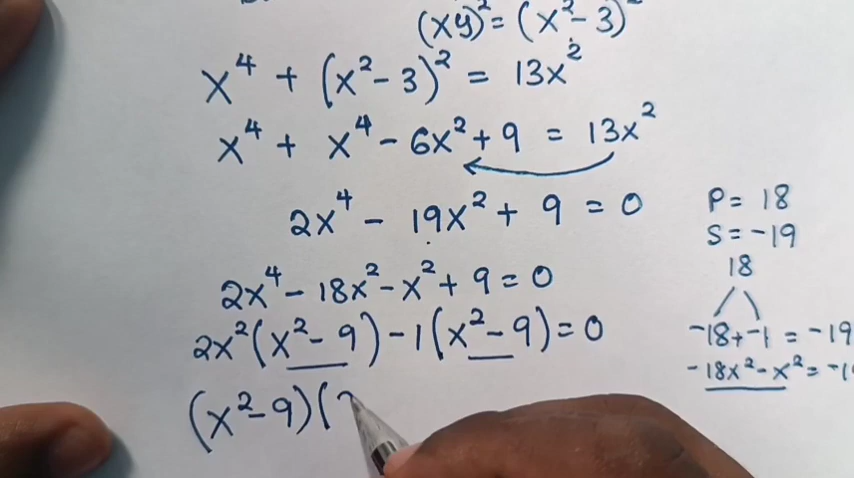 (xy)² = (x² - 3)²
x⁴ + (x² - 3)² = 13x²
x⁴ + x⁴ - 6x² + 9 = 13x²
2x⁴ - 19x² + 9 = 0
P = 18
S = -19
18
2x⁴ - 18x² - x² + 9 = 0
-18 + -1 = -19
2x²(x² - 9) - 1(x² - 9) = 0
-18x² - x² = -1
(x² - 9)(